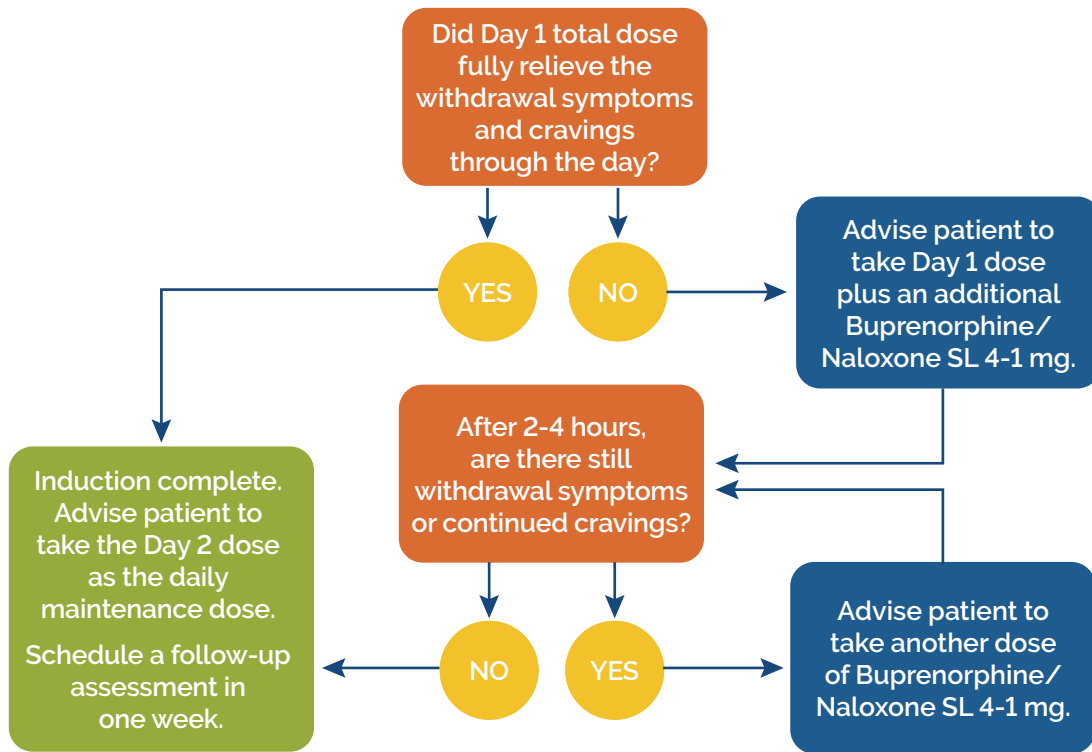 Did Day 1 total dose
fully relieve the
withdrawal symptoms
and cravings
through the day?
YES
NO
Advise patient to
take Day 1 dose
plus an additional
Buprenorphine/
Naloxone SL 4-1 mg.
After 2-4 hours,
are there still
withdrawal symptoms
or continued cravings?
Induction complete.
Advise patient to
take the Day 2 dose
as the daily
maintenance dose.
Schedule a follow-up
assessment in
one week.
NO
YES
Advise patient to
take another dose
of Buprenorphine/
Naloxone SL 4-1 mg.